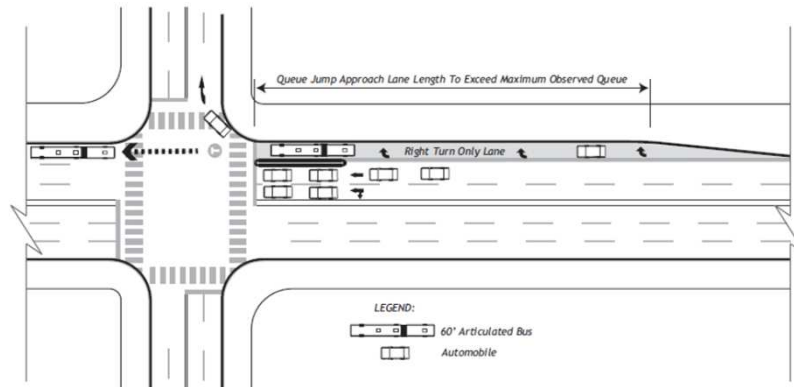 Queue Jump Approach Lane Length To Exceed Maximum Observed Queue
T
Right Turn Only Lane
LEGEND:
60' Articulated Bus
Automobile